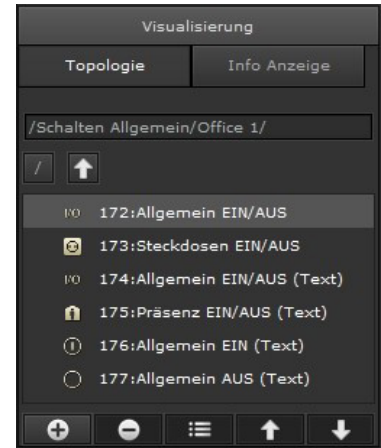 Visualisierung
Topologie Info Anzeige
/Schalten Allgemein/Office 1/
/
I/O 172:Allgemein EIN/AUS
173:Steckdosen EIN/AUS
I/O 174:Allgemein EIN/AUS (Text)
175:Präsenz EIN/AUS (Text)
176:Allgemein EIN (Text)
177:Allgemein AUS (Text)